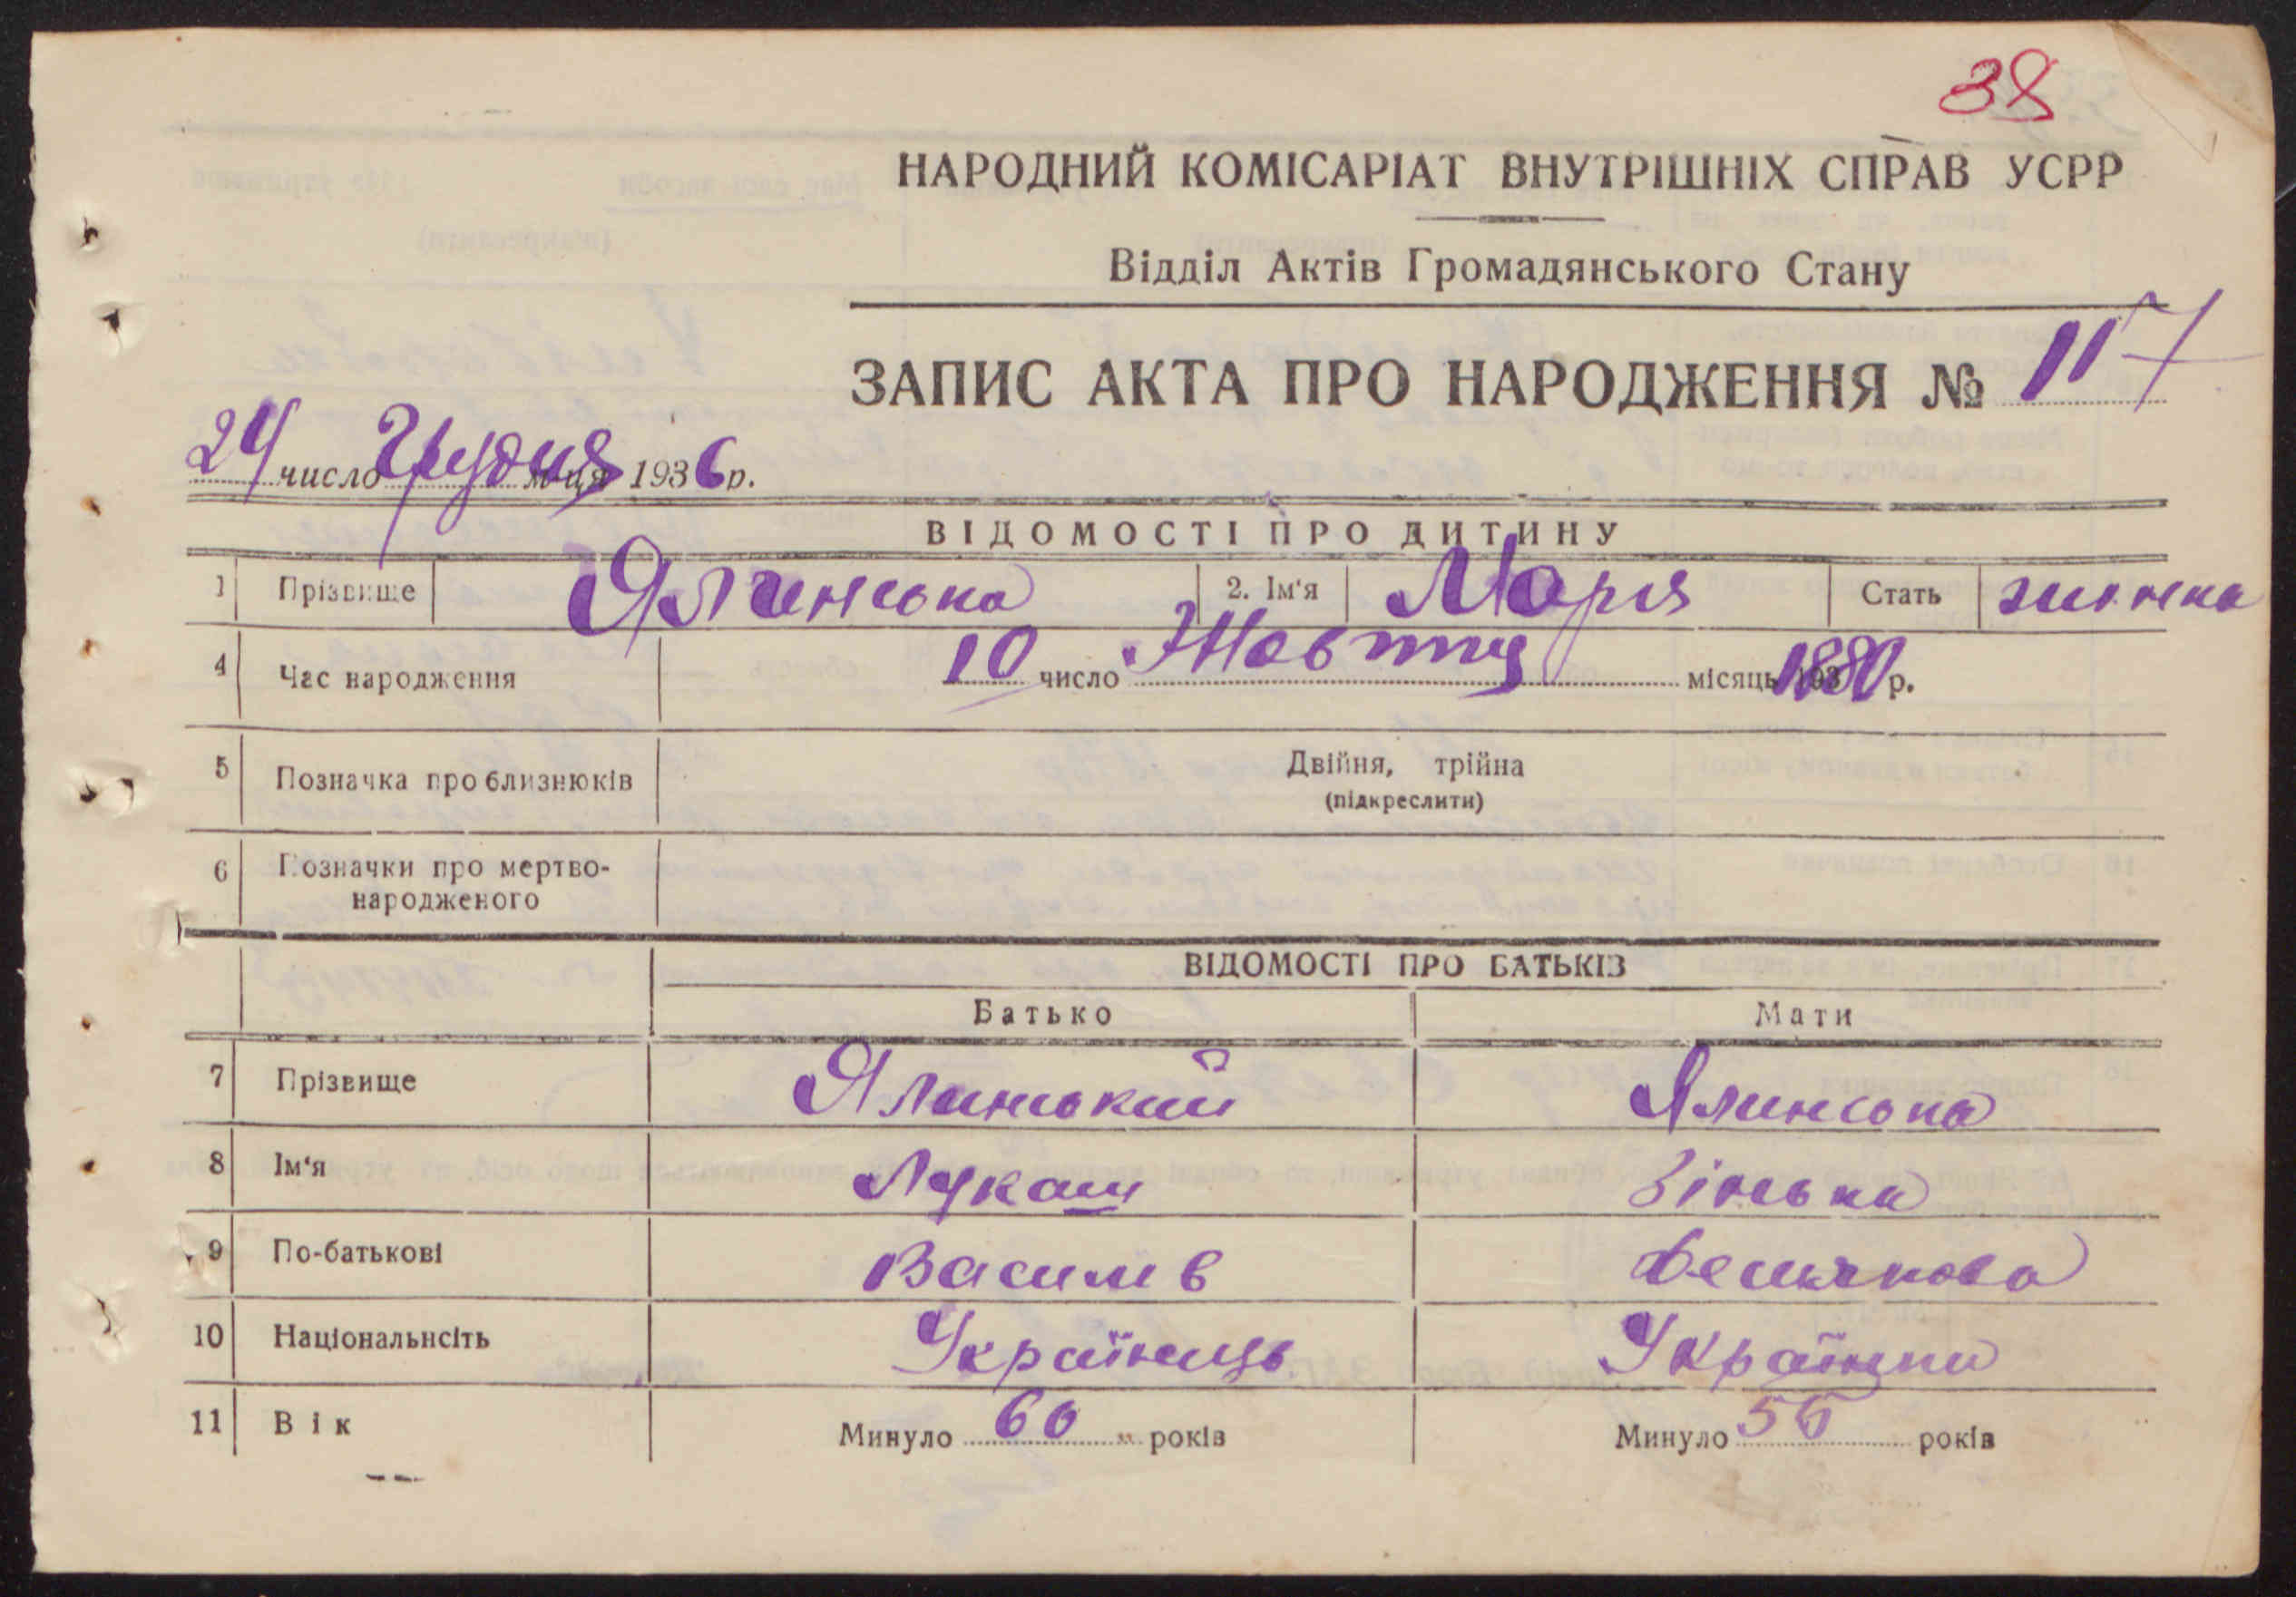 38
НАРОДНИЙ КОМІСАРІАТ ВНУТРІШНІХ СПРАВ УСРР
Відділ Актів Громадянського Стану
ЗАПИС АКТА ПРО НАРОДЖЕННЯ № 117
24 число Грудня м-ця 1936 р.
ВІДОМОСТІ ПРО ДИТИНУ
1 Прізвище Ялинська 2. Ім'я Марія Стать жіночка
4 Час народження 10 число Жовтця місяць 1880 р.
5 Позначка про близнюків Двійня, трійна
(підкреслити)
6 Позначки про мертво-
народженого
ВІДОМОСТІ ПРО БАТЬКІВ
Батько Мати
7 Прізвище Ялинський Ялинська
8 Ім'я Лукаш Зінька
9 По-батькові Василів
10 Національнсіть Українець Українка
11 Вік Минуло 60 років Минуло років